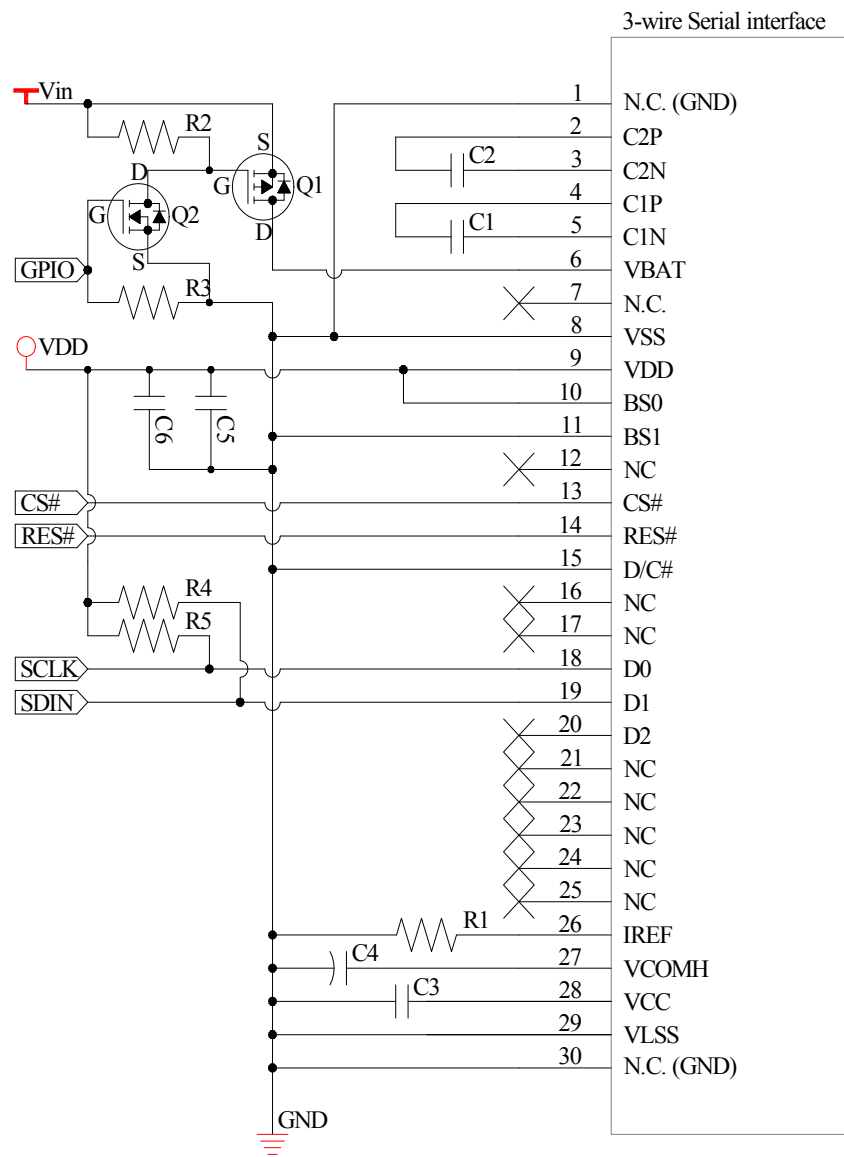 3-wire Serial interface
Vin
R2
S
D
G
Q1
G
Q2
D
S
GPIO
R3
VDD
C6
C5
CS#
RES#
R4
R5
SCLK
SDIN
C2
C1
R1
C4
C3
GND
1 N.C. (GND)
2 C2P
3 C2N
4 C1P
5 C1N
6 VBAT
7 N.C.
8 VSS
9 VDD
10 BS0
11 BS1
12 NC
13 CS#
14 RES#
15 D/C#
16 NC
17 NC
18 D0
19 D1
20 D2
21 NC
22 NC
23 NC
24 NC
25 NC
26 IREF
27 VCOMH
28 VCC
29 VLSS
30 N.C. (GND)